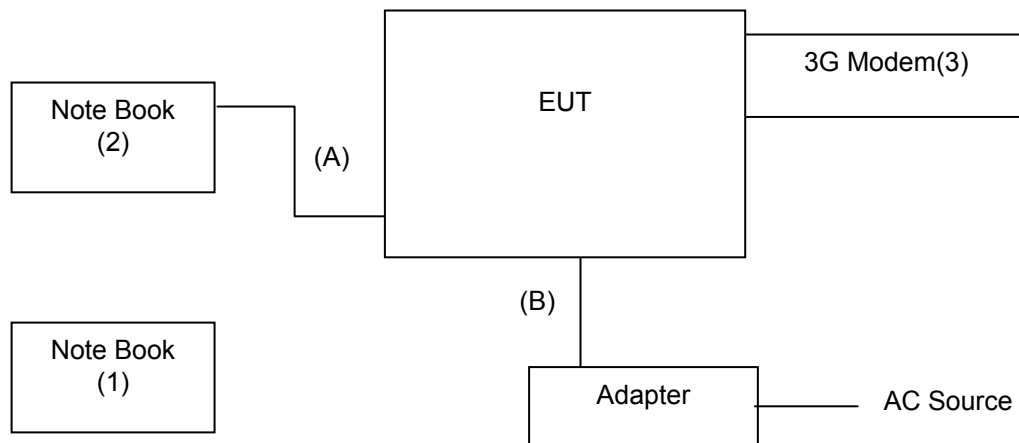 3G Modem(3)
EUT
Note Book
(2)
(A)
(B)
Note Book
(1)
Adapter
AC Source